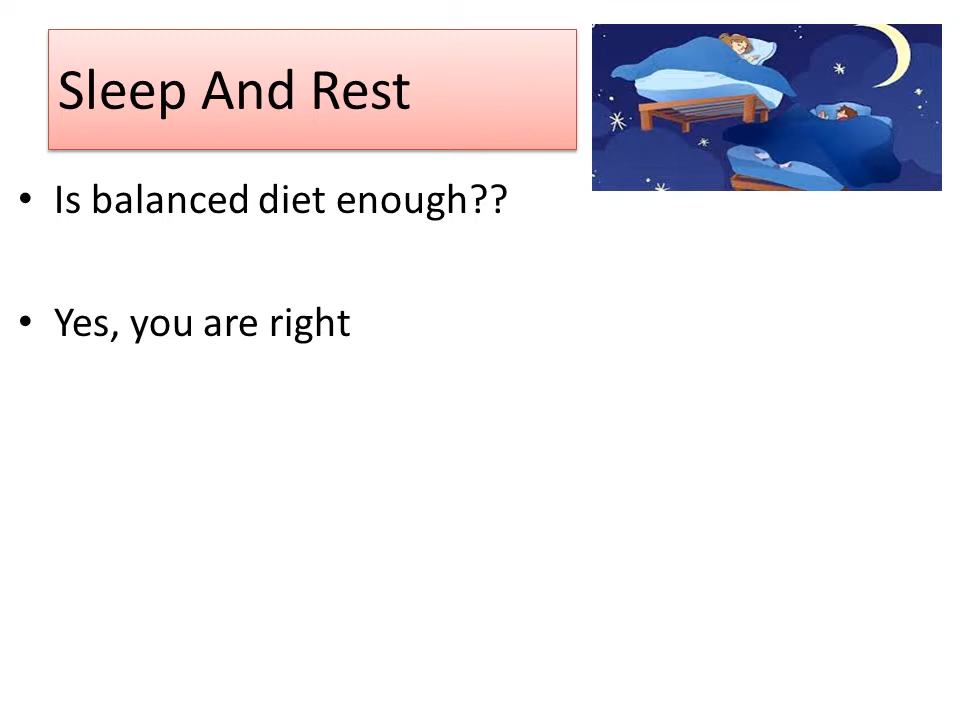 Sleep And Rest
• Is balanced diet enough??
• Yes, you are right